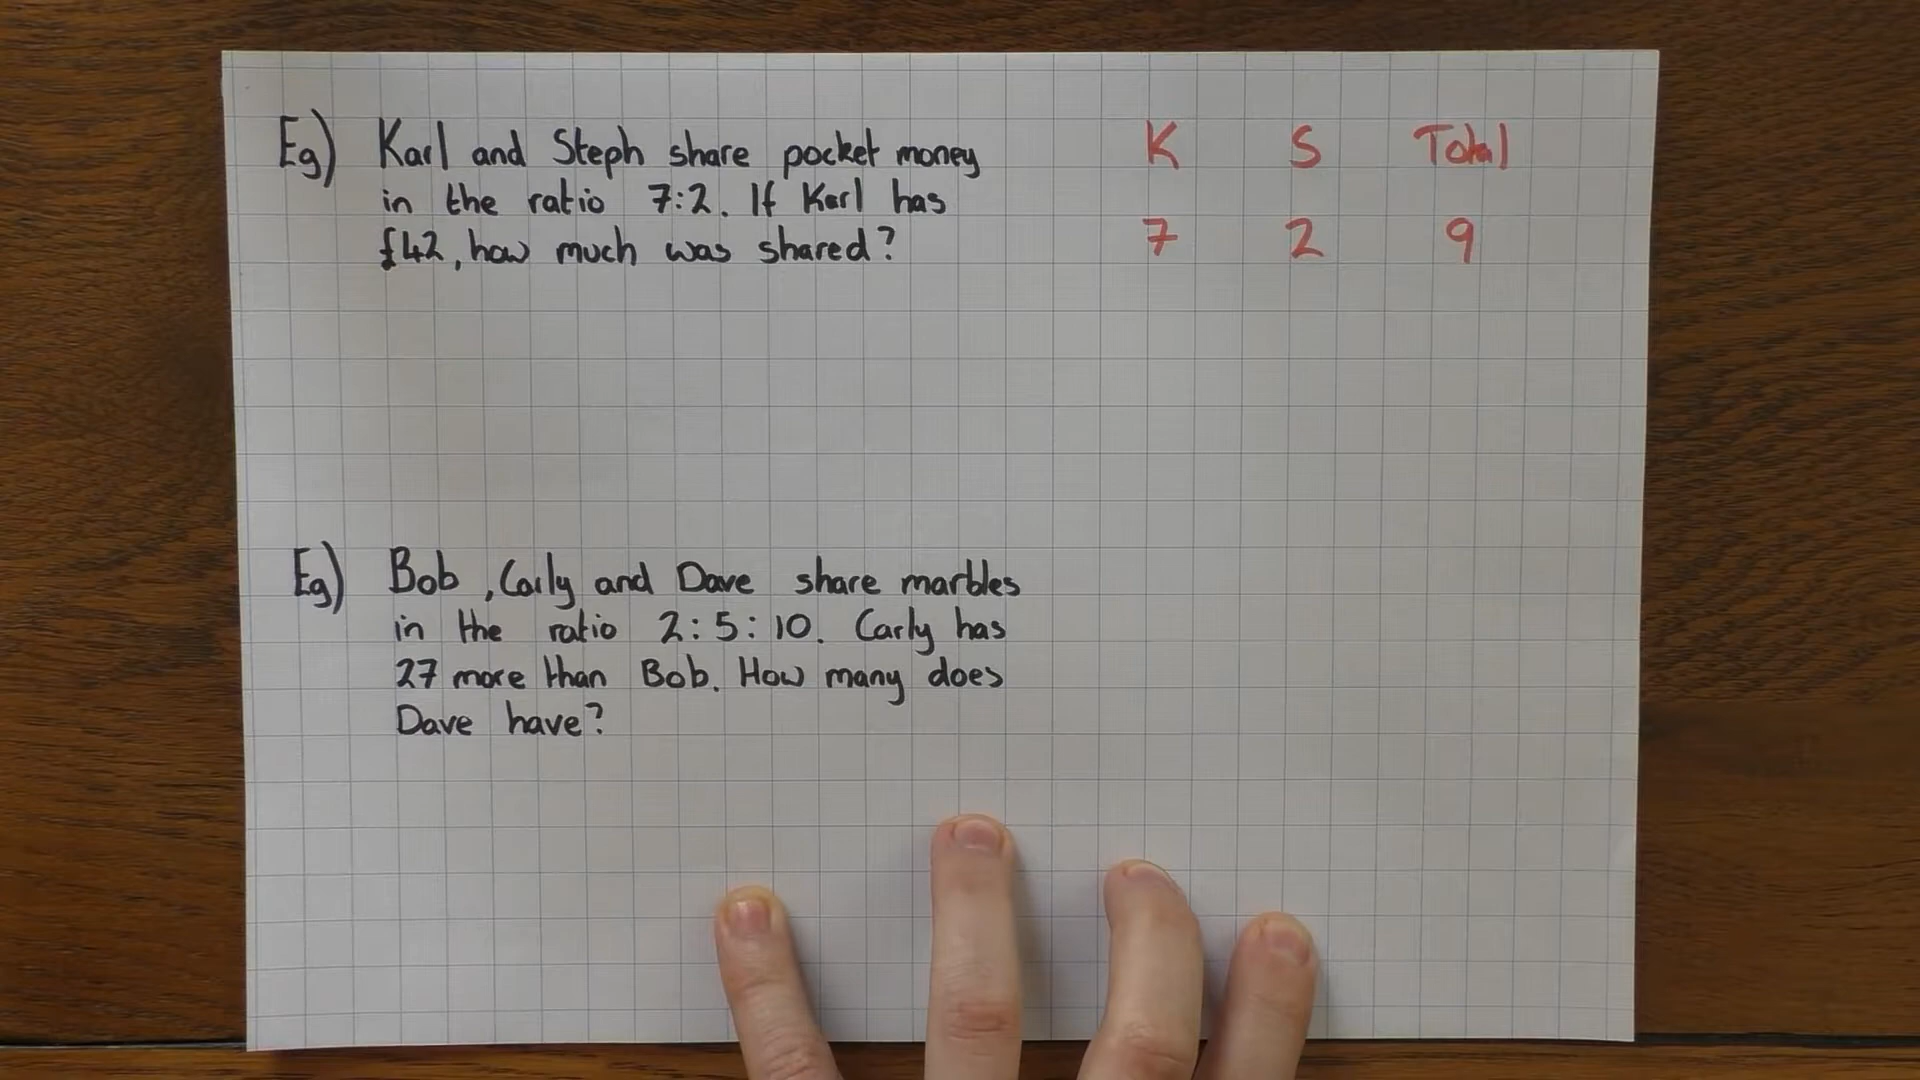 Eg) Karl and Steph share pocket money
in the ratio 7:2. If Karl has
£42, how much was shared?
K S Total
7 2 9
Eg) Bob, Carly and Dave share marbles
in the ratio 2:5:10. Carly has
27 more than Bob. How many does
Dave have?